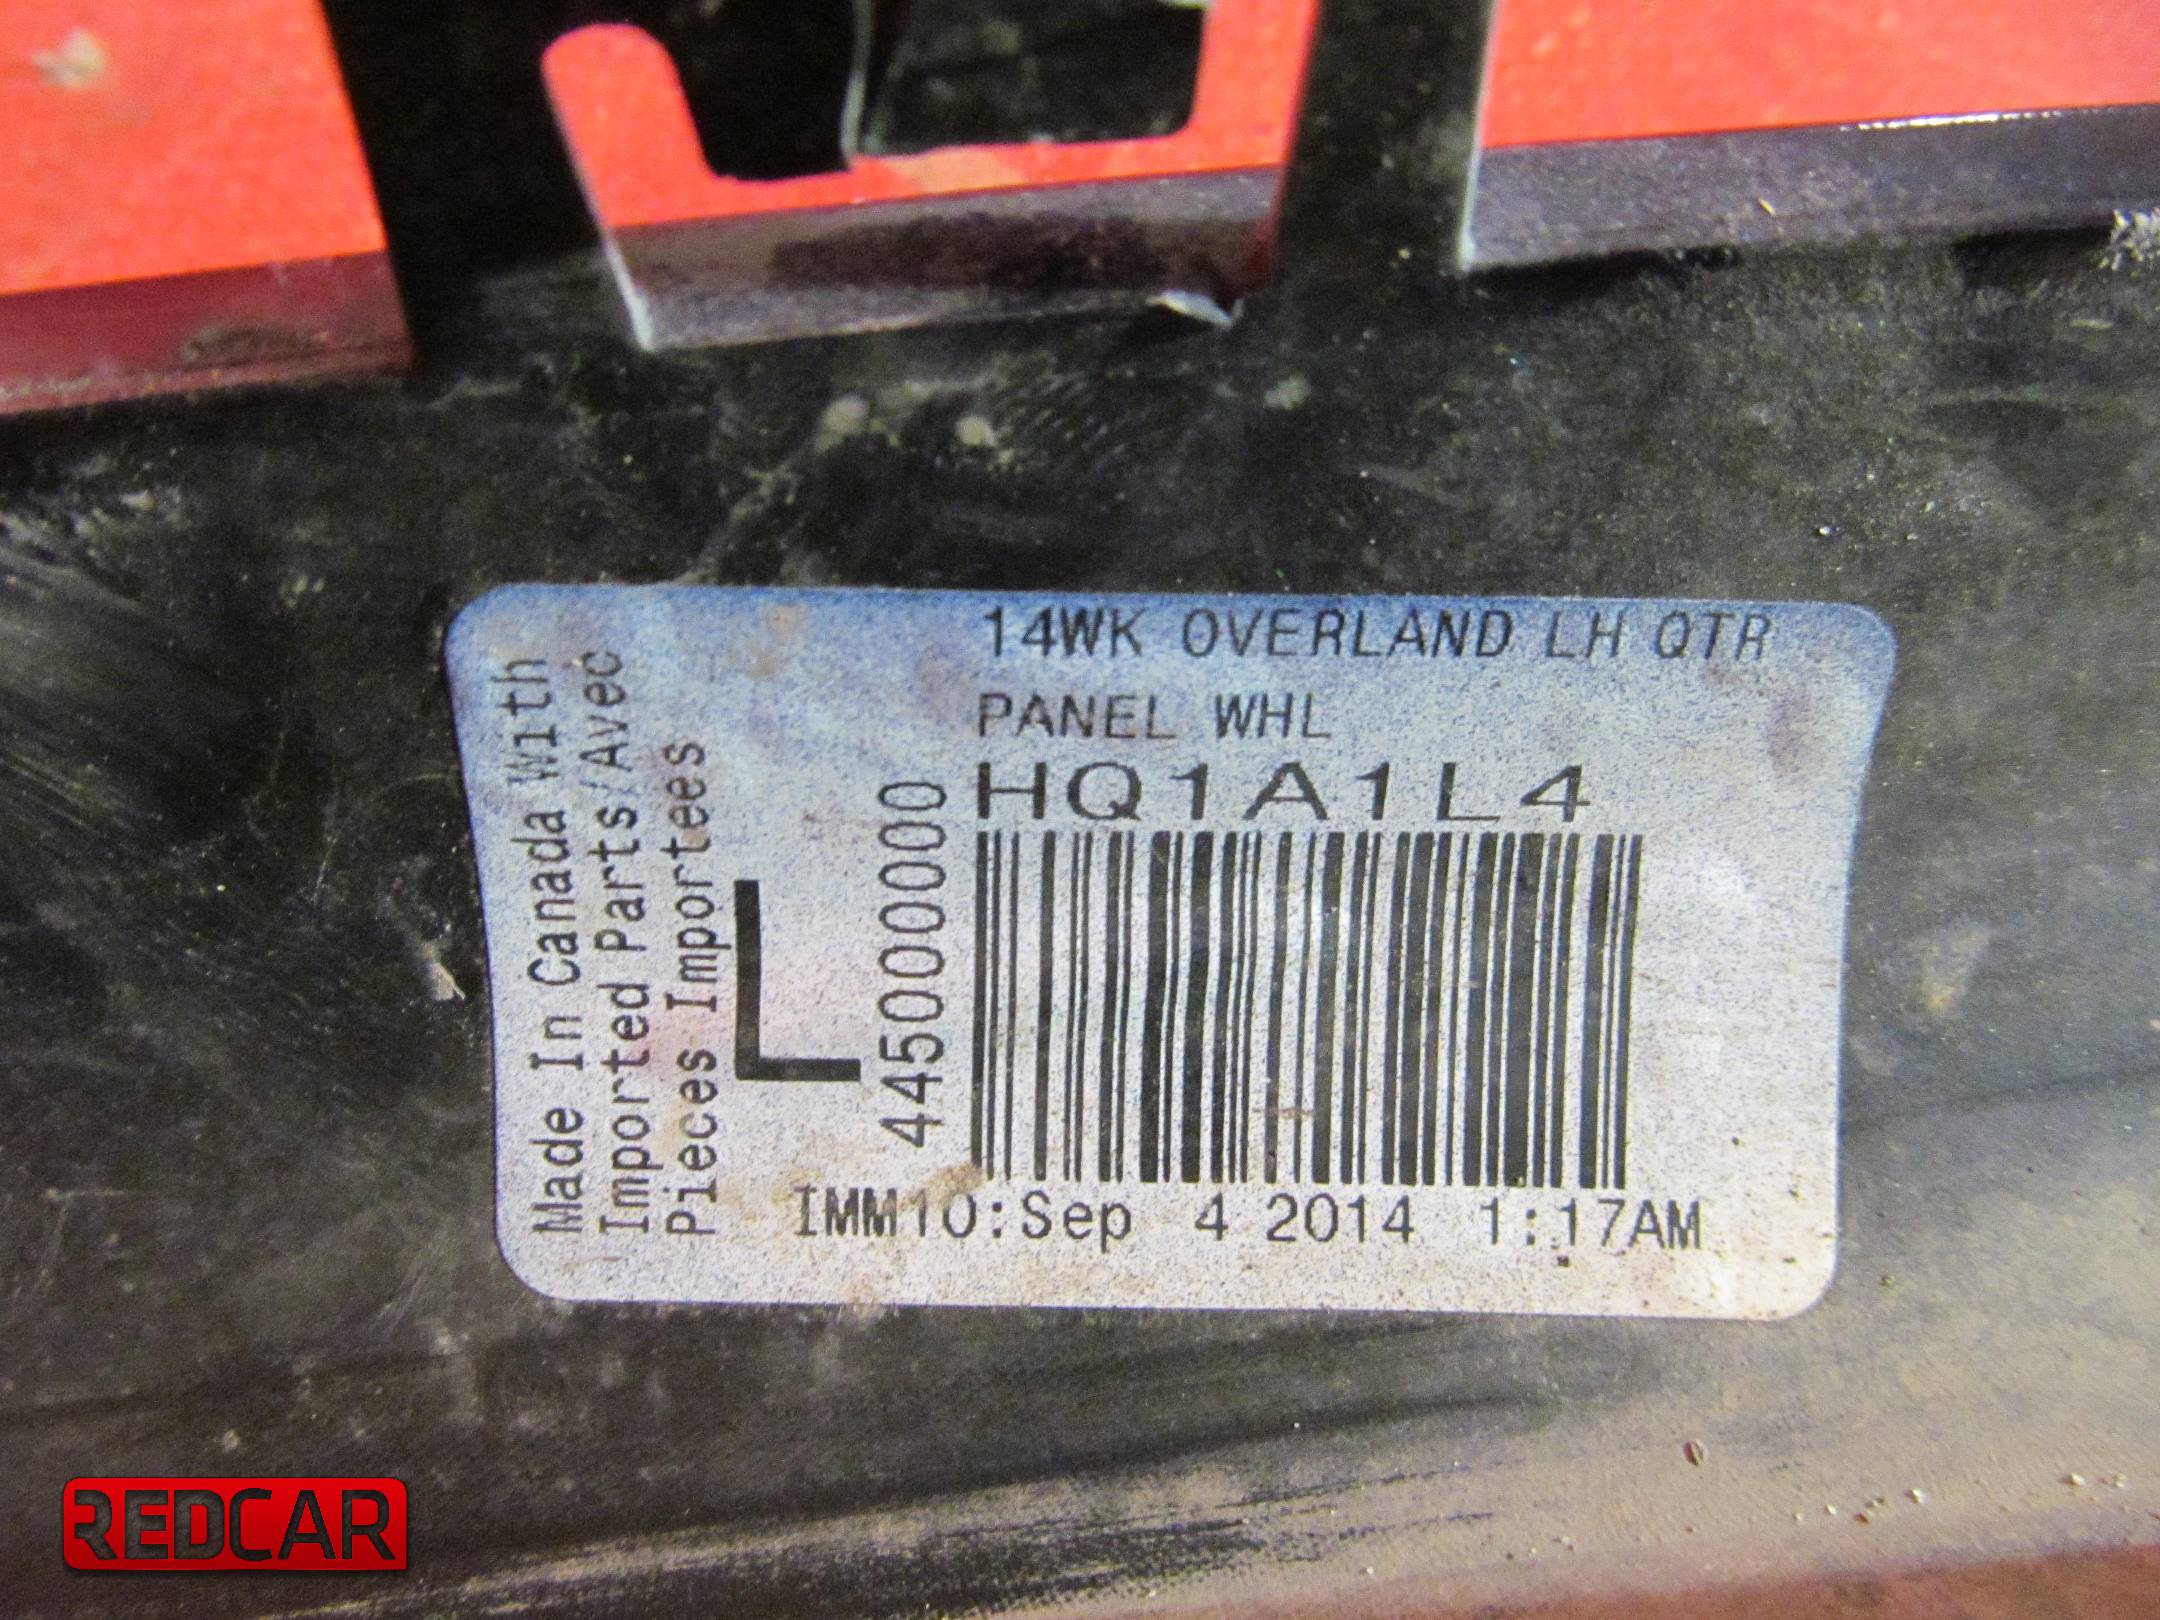 14WK OVERLAND LH QTR
PANEL WHL
HQ1A1L4
Made In Canada With
Imported Parts/Avec
Pieces Importees
L
4450000000
IMM10:Sep 4 2014 1:17AM
REDCAR